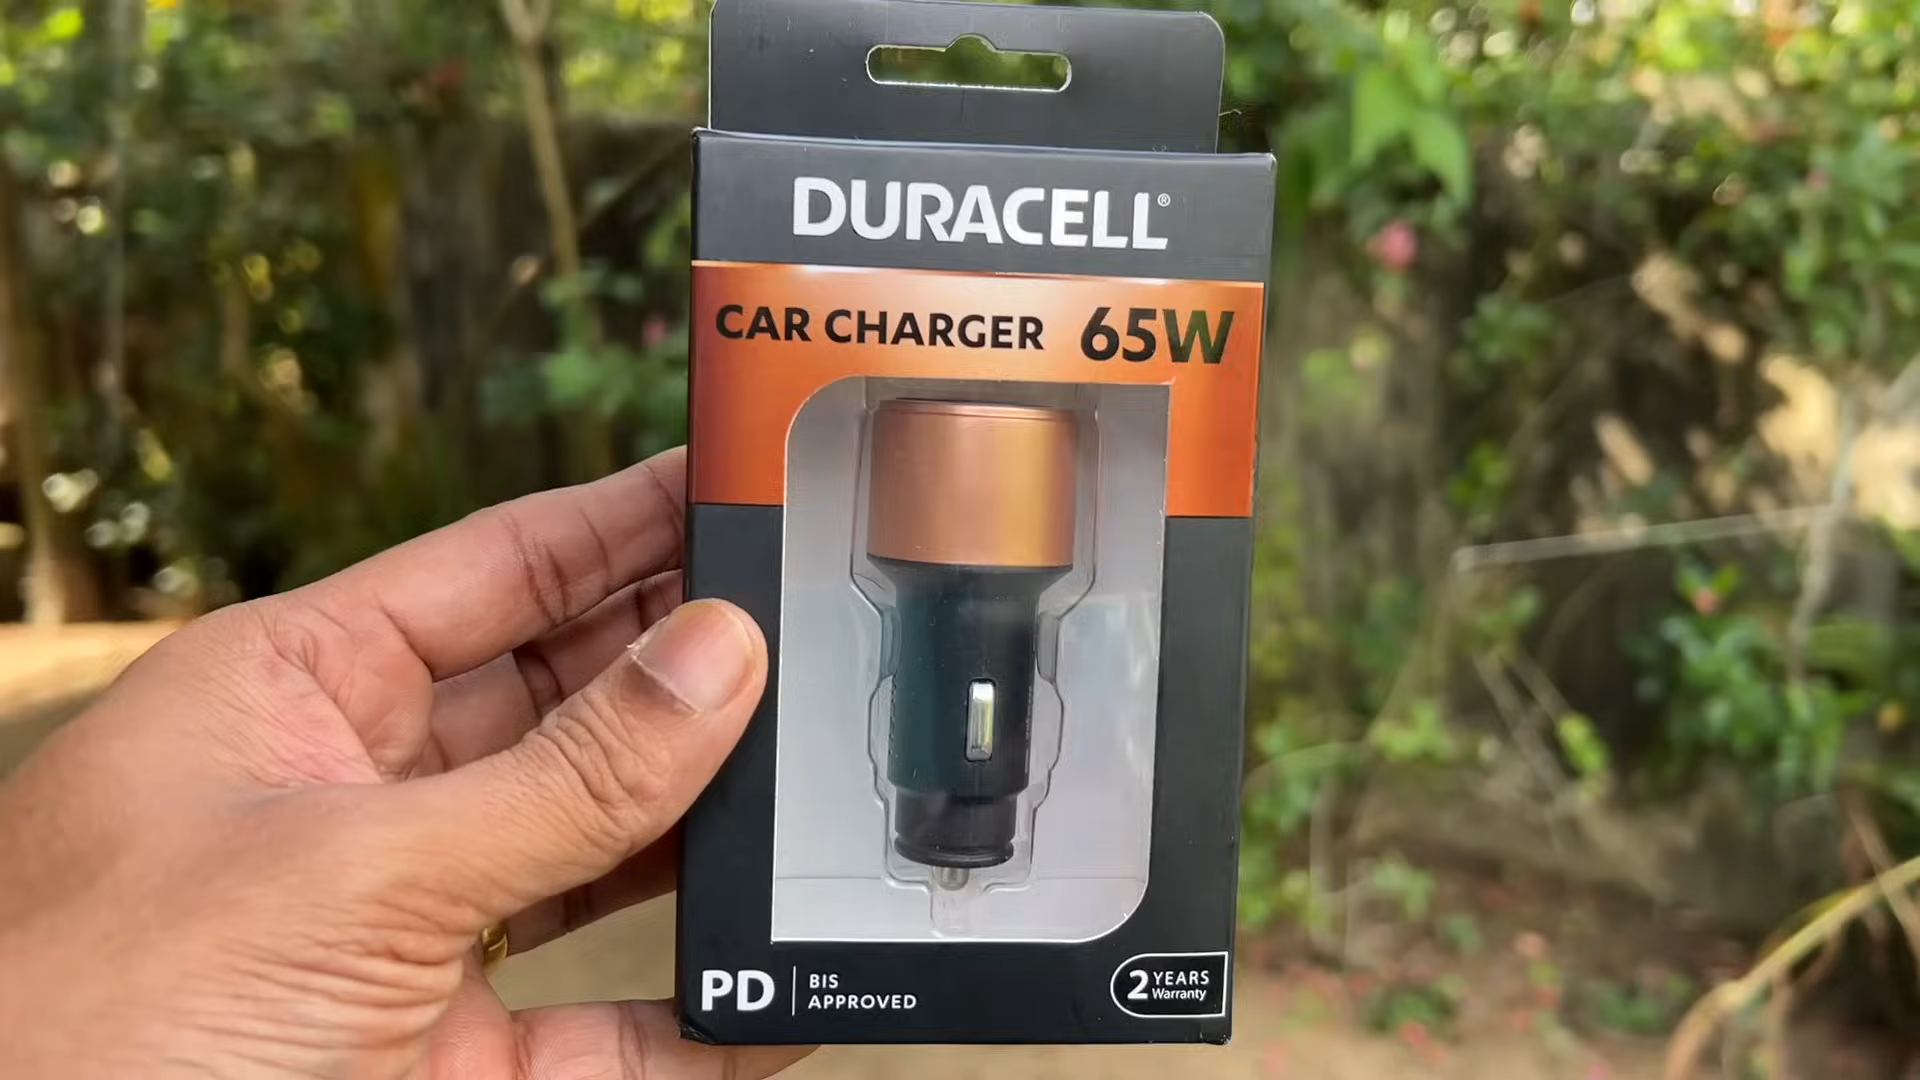 DURACELL®
CAR CHARGER 65W
PD
BIS
APPROVED
2 YEARS
Warranty